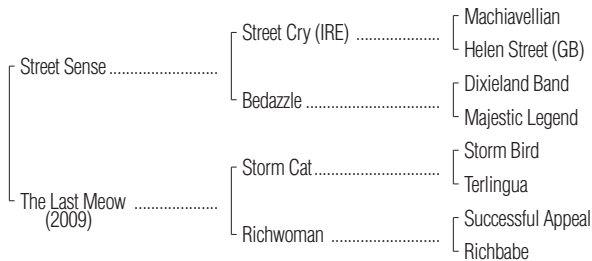 Machiavellian
Street Cry (IRE) ...................
Helen Street (GB)
Street Sense ........................
Dixieland Band
Bedazzle ..............................
Majestic Legend
Storm Bird
Storm Cat ............................
Terlingua
The Last Meow ..................
(2009)
Successful Appeal
Richwoman ........................
Richbabe